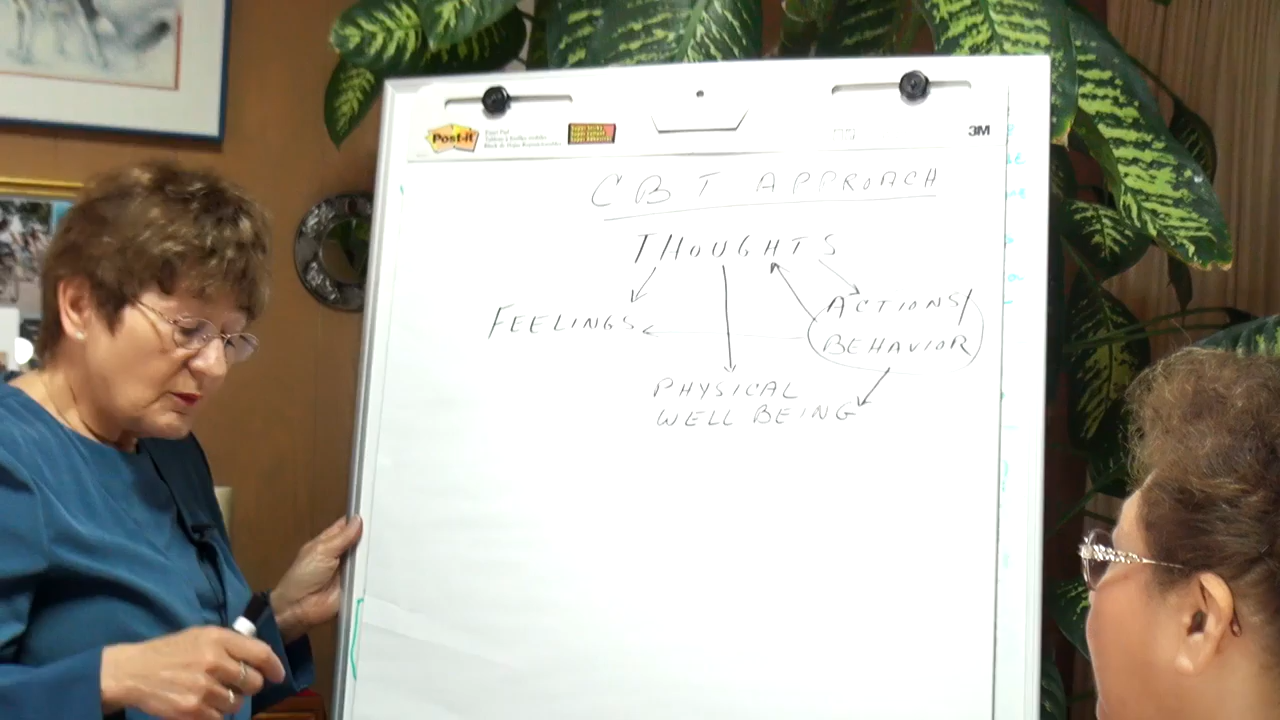 Post-it
3M
CBT APPROACH
THOUGHTS
FEELINGS
ACTIONS/
BEHAVIOR
PHYSICAL
WELL BEING